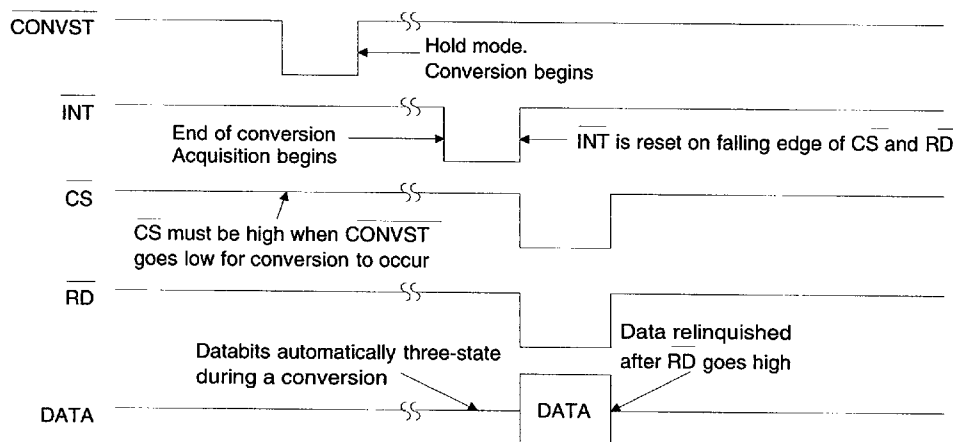 CONVST
Hold mode.
Conversion begins
INT
End of conversion
Acquisition begins
INT is reset on falling edge of CS and RD
CS
CS must be high when CONVST
goes low for conversion to occur
RD
Databits automatically three-state
during a conversion
Data relinquished
after RD goes high
DATA
DATA